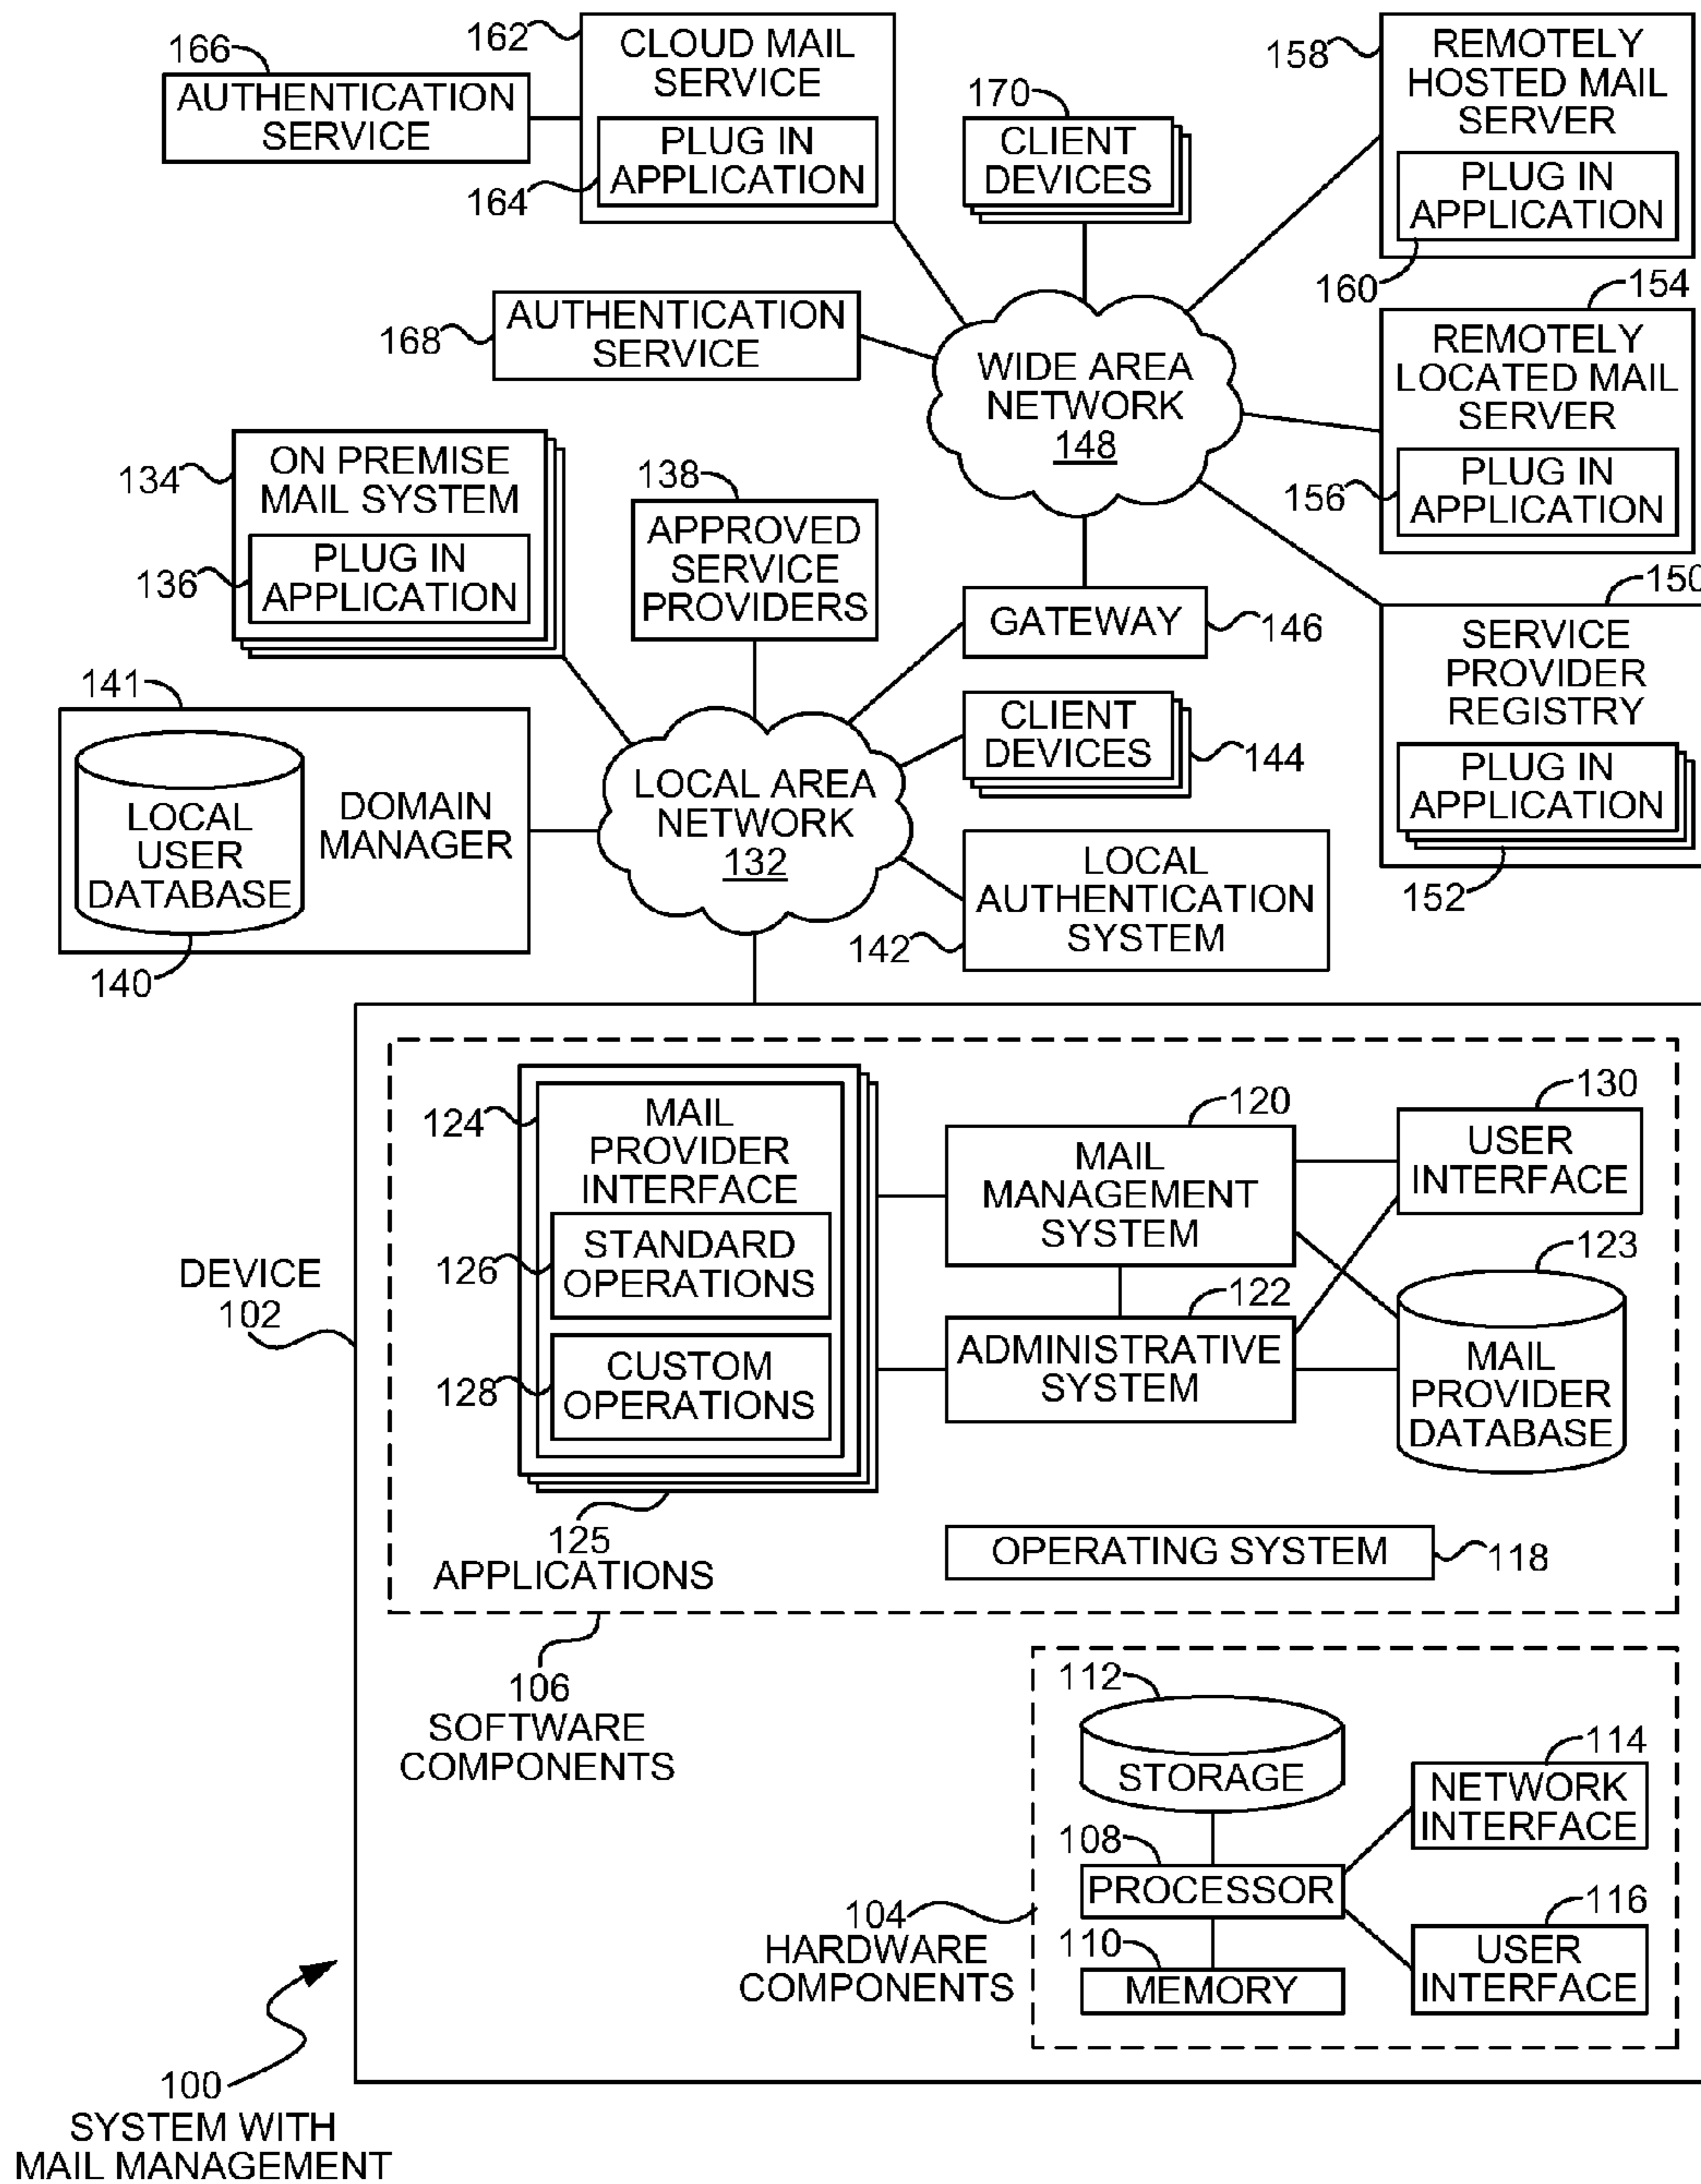 166
AUTHENTICATION
SERVICE
162
CLOUD MAIL
SERVICE
PLUG IN
APPLICATION
164
170
CLIENT
DEVICES
158
REMOTELY
HOSTED MAIL
SERVER
PLUG IN
APPLICATION
160
168
AUTHENTICATION
SERVICE
WIDE AREA
NETWORK
148
154
REMOTELY
LOCATED MAIL
SERVER
156
PLUG IN
APPLICATION
134
ON PREMISE
MAIL SYSTEM
136
PLUG IN
APPLICATION
138
APPROVED
SERVICE
PROVIDERS
GATEWAY
146
150
SERVICE
PROVIDER
REGISTRY
PLUG IN
APPLICATION
152
141
LOCAL
USER
DATABASE
DOMAIN
MANAGER
140
LOCAL AREA
NETWORK
132
CLIENT
DEVICES
144
LOCAL
AUTHENTICATION
SYSTEM
142
DEVICE
102
124
MAIL
PROVIDER
INTERFACE
126
STANDARD
OPERATIONS
128
CUSTOM
OPERATIONS
125
APPLICATIONS
120
MAIL
MANAGEMENT
SYSTEM
122
ADMINISTRATIVE
SYSTEM
130
USER
INTERFACE
123
MAIL
PROVIDER
DATABASE
OPERATING SYSTEM
118
106
SOFTWARE
COMPONENTS
104
HARDWARE
COMPONENTS
112
STORAGE
108
PROCESSOR
110
MEMORY
114
NETWORK
INTERFACE
116
USER
INTERFACE
100
SYSTEM WITH
MAIL MANAGEMENT